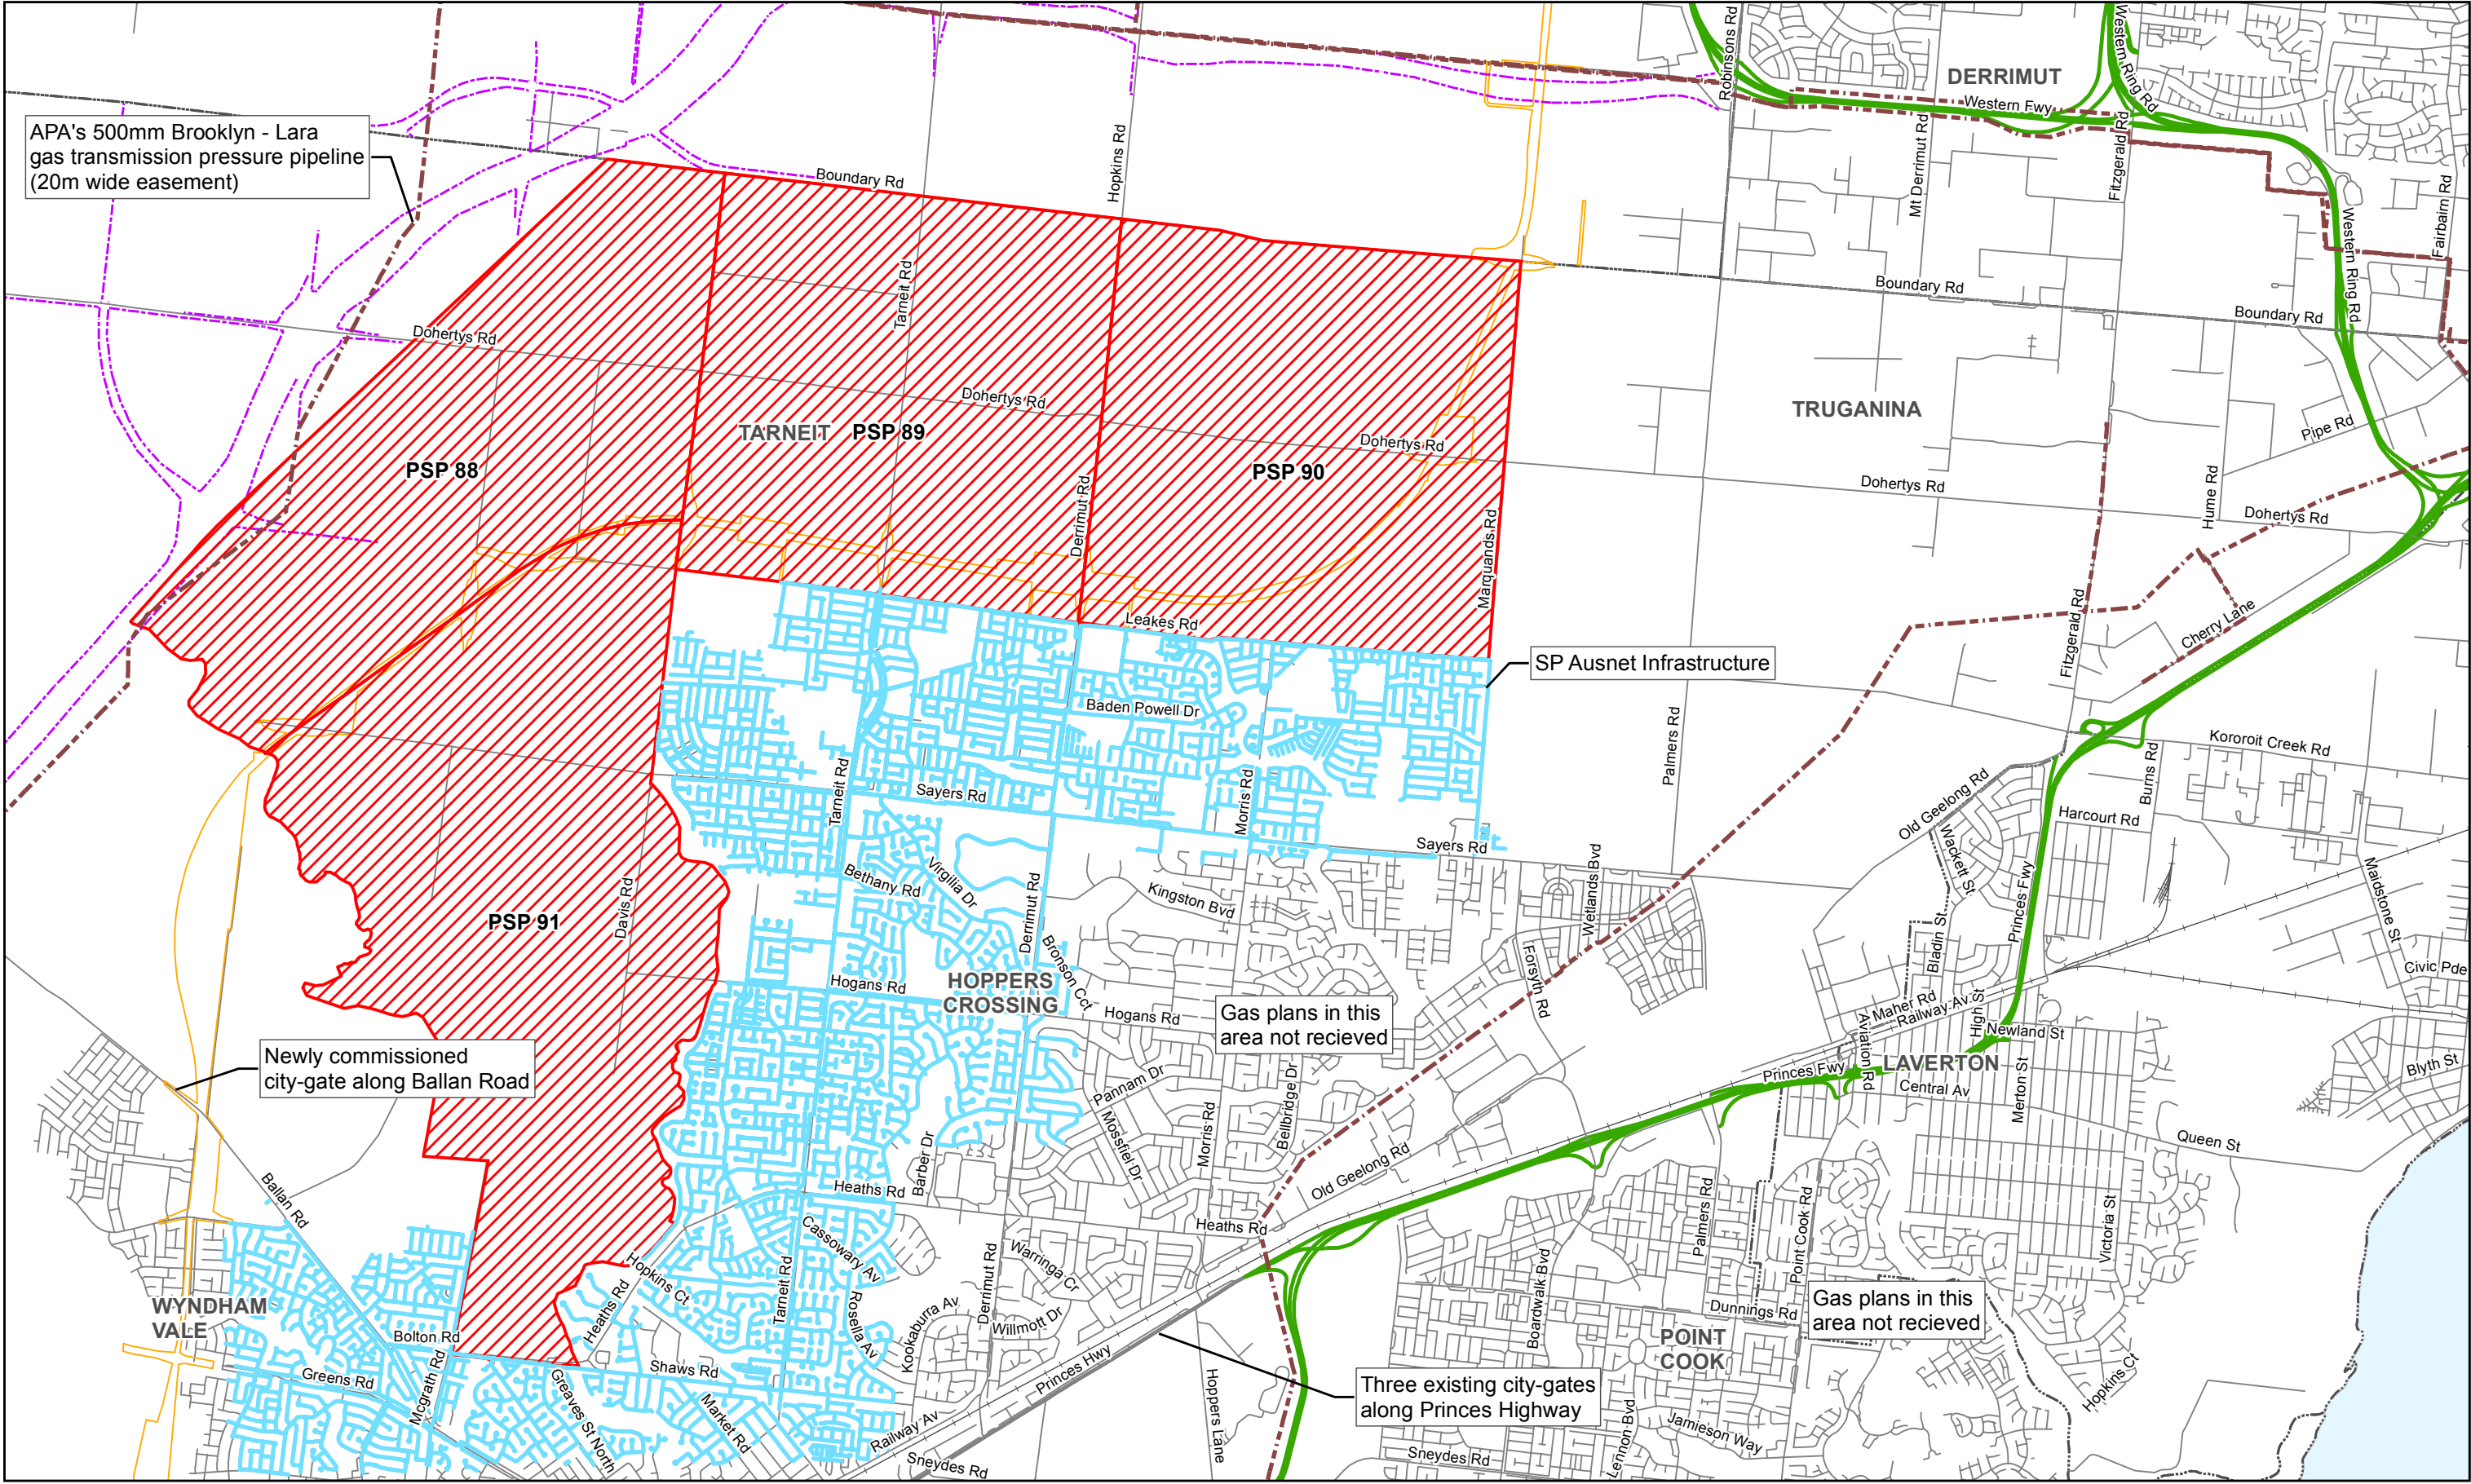 DERRIMUT
Western Fwy
Western Ring Rd
Robinsons Rd
Mt Derrimut Rd
Fitzgerald Rd
Fairbairn Rd
Western Ring Rd
APA's 500mm Brooklyn - Lara
gas transmission pressure pipeline
(20m wide easement)
Boundary Rd
Hopkins Rd
Tarneit Rd
Boundary Rd
Boundary Rd
Dohertys Rd
Dohertys Rd
Dohertys Rd
TARNEIT
PSP 89
PSP 88
PSP 90
TRUGANINA
Pipe Rd
Dohertys Rd
Hume Rd
Dohertys Rd
Derrimut Rd
Marquands Rd
Leakes Rd
Fitzgerald Rd
Cherry Lane
SP Ausnet Infrastructure
Baden Powell Dr
Palmers Rd
Kororoit Creek Rd
Burns Rd
Tarneit Rd
Sayers Rd
Morris Rd
Sayers Rd
Old Geelong Rd
Harcourt Rd
Wackett St
Maidstone St
Bethany Rd
Virgilia Dr
Kingston Bvd
Wetlands Bvd
PSP 91
Davis Rd
Derrimut Rd
Bronson Cct
Princes Fwy
Bladin St
Civic Pde
Hogans Rd
HOPPERS
CROSSING
Hogans Rd
Forsyth Rd
Gas plans in this
area not recieved
Maher Rd
Railway Av
High St
Newland St
Aviation Rd
LAVERTON
Princes Fwy
Central Av
Merton St
Blyth St
Newly commissioned
city-gate along Ballan Road
Pannam Dr
Mossfiel Dr
Morris Rd
Bellbridge Dr
Queen St
Ballan Rd
Heaths Rd
Barber Dr
Old Geelong Rd
Heaths Rd
Palmers Rd
Point Cook Rd
Victoria St
Cassowary Av
Warringa Cr
Derrimut Rd
Hopkins Ct
Tarneit Rd
Rosella Av
Kookaburra Av
Willmott Dr
Boardwalk Bvd
Dunnings Rd
Gas plans in this
area not recieved
WYNDHAM
VALE
Bolton Rd
Heaths Rd
Shaws Rd
Princes Hwy
POINT
COOK
Greens Rd
Mcgrath Rd
Greaves St North
Market Rd
Railway Av
Sneydes Rd
Hoppers Lane
Three existing city-gates
along Princes Highway
Hopkins Ct
Lennon Bvd
Jamieson Way
Sneydes Rd